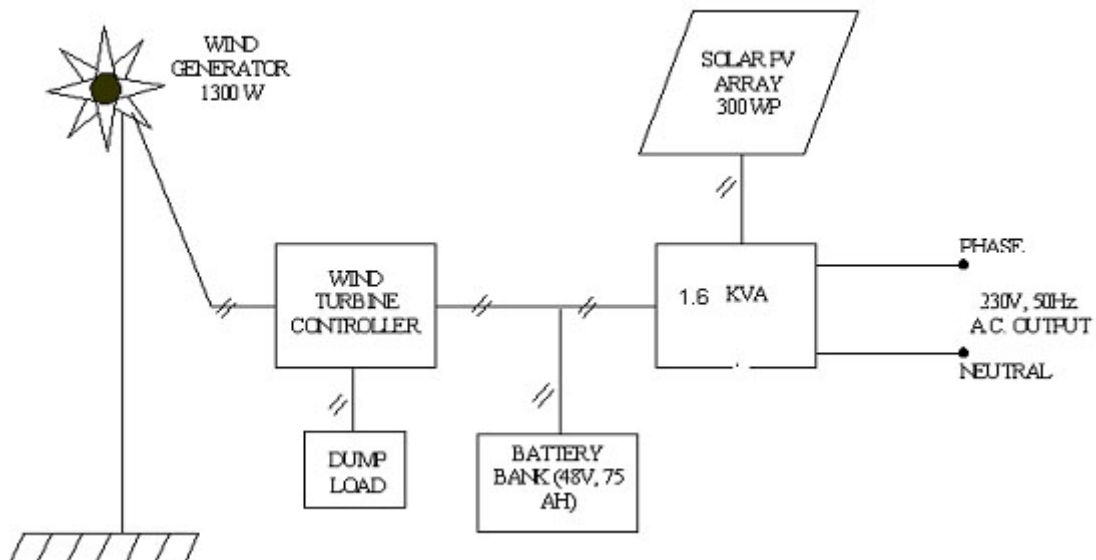 WIND
GENERATOR
1300 W
SOLAR PV
ARRAY
300 WP
WIND
TURBINE
CONTROLLER
1.6 KVA
PHASE
230V, 50Hz
A.C. OUTPUT
NEUTRAL
DUMP
LOAD
BATTERY
BANK (48V, 75
AH)